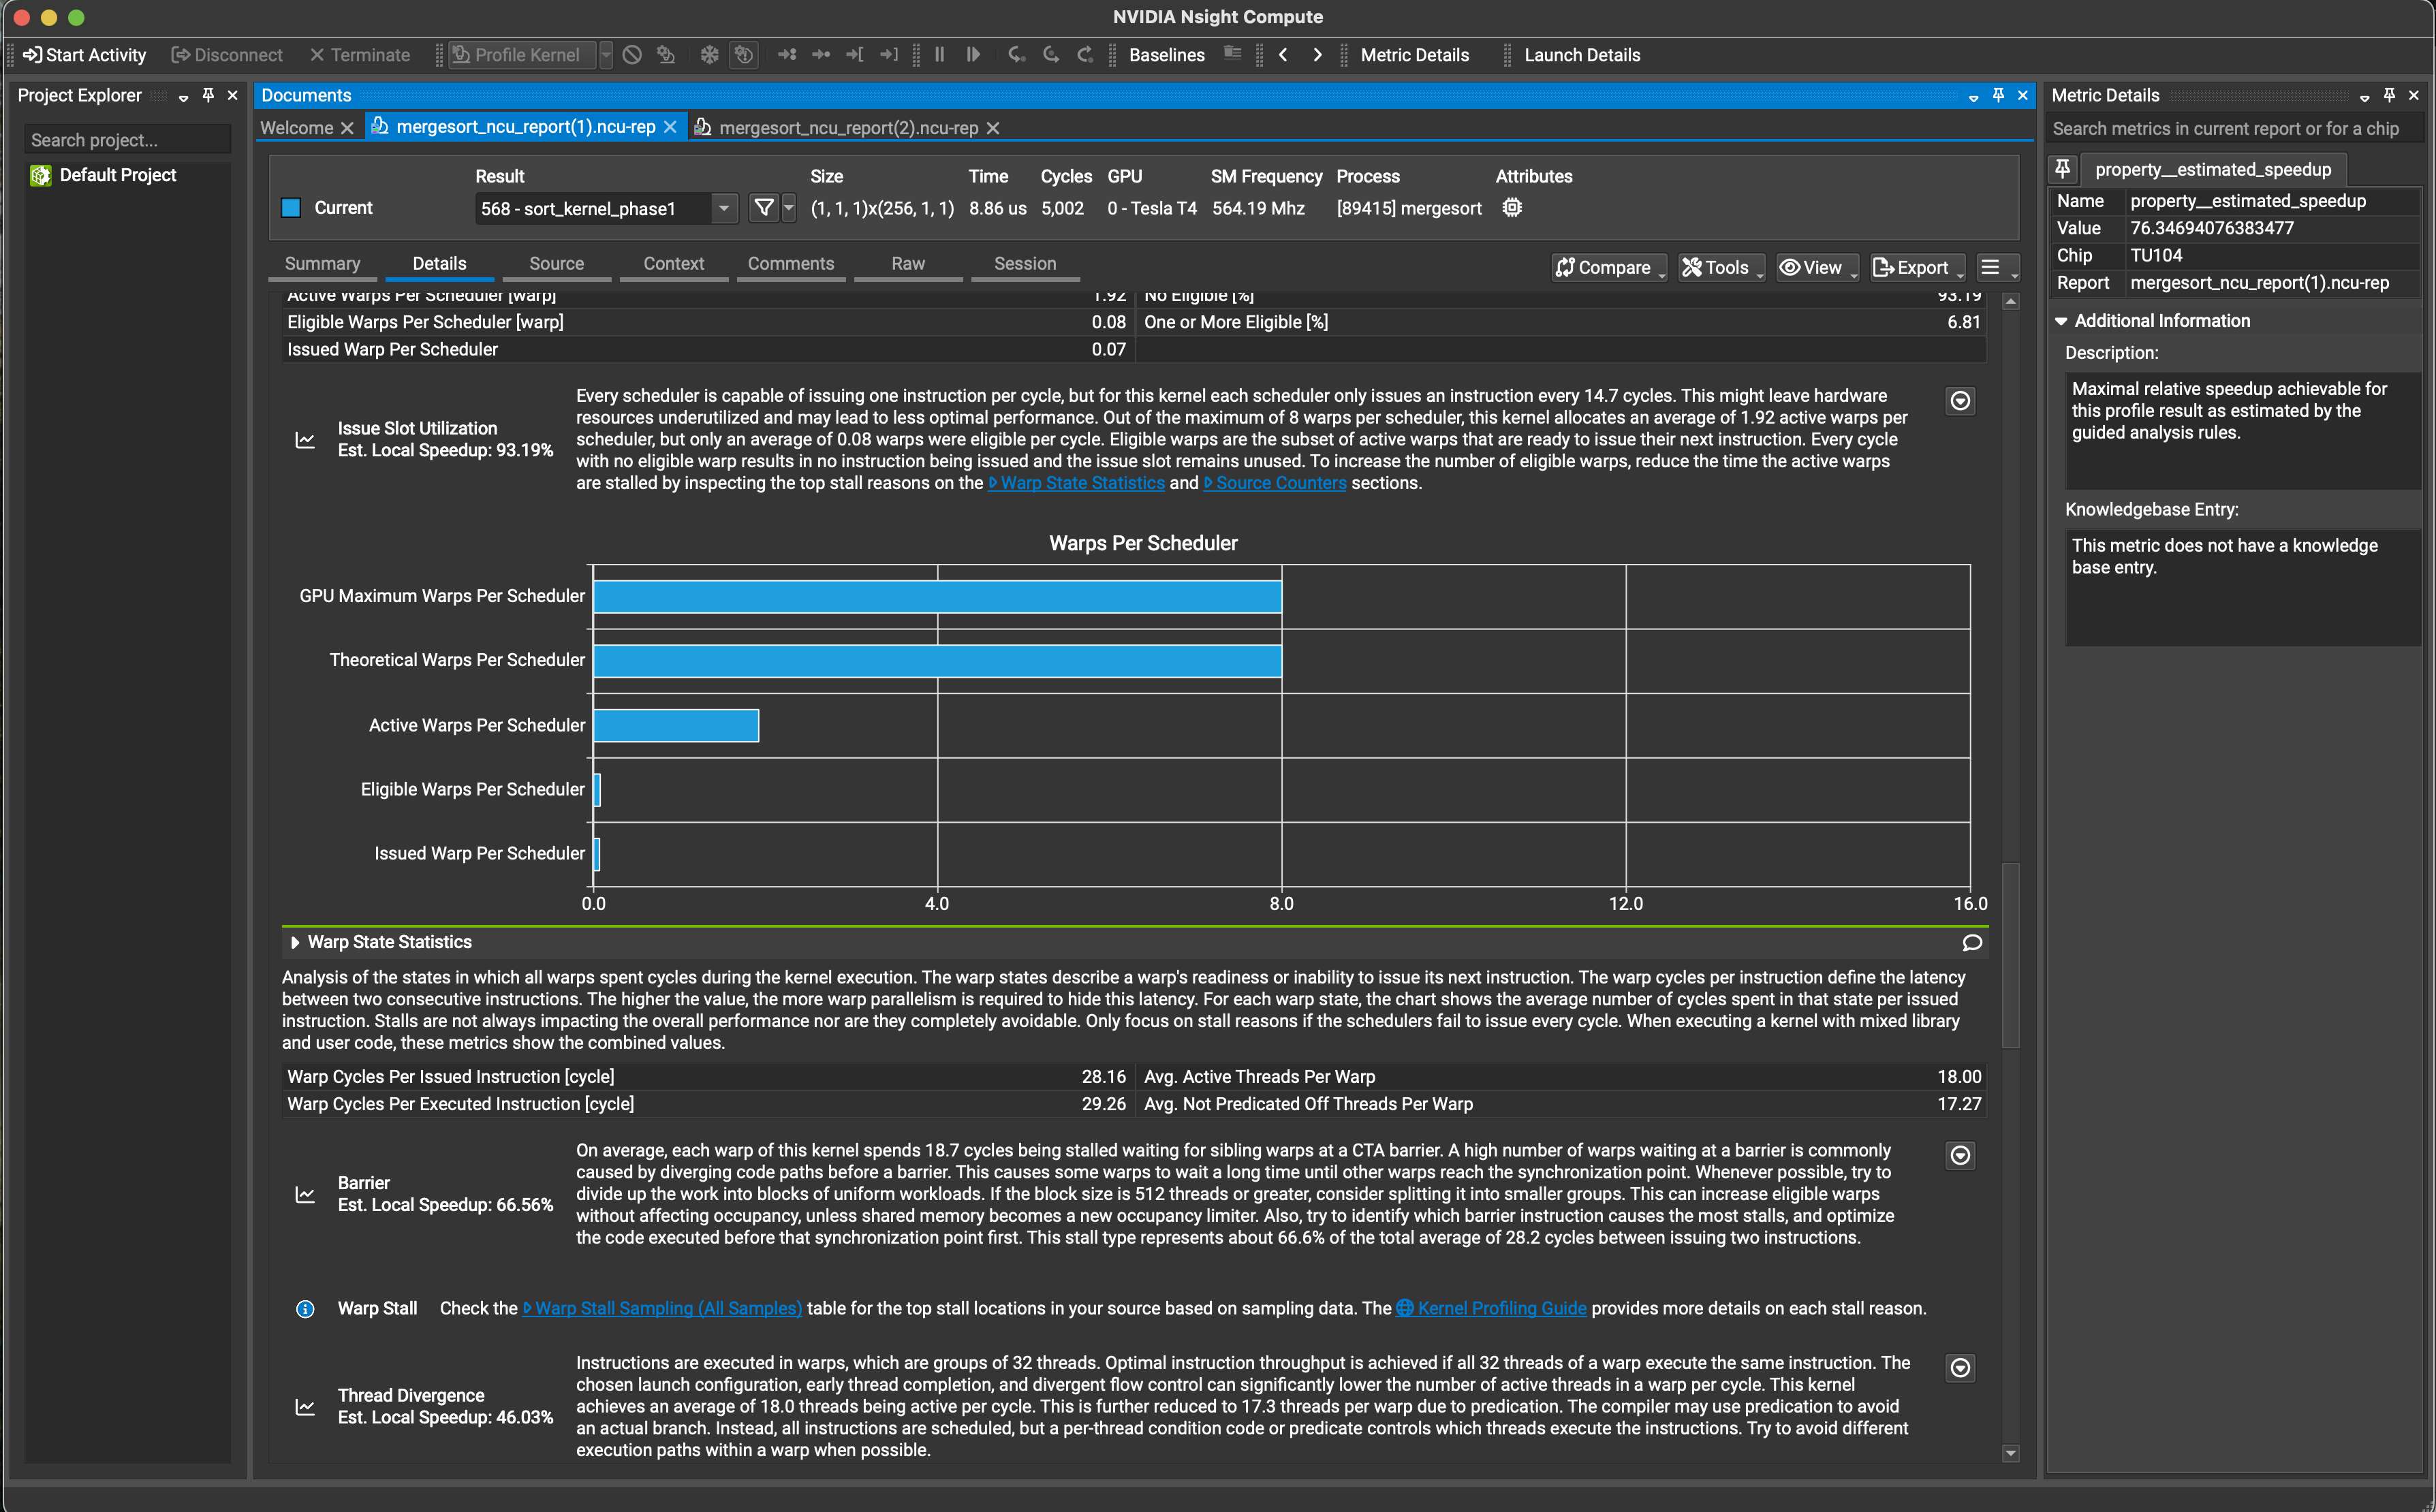 NVIDIA Nsight Compute
Start Activity Disconnect Terminate Profile Kernel Baselines Metric Details Launch Details
Project Explorer
Search project...
Default Project
Documents
Welcome mergesort_ncu_report(1).ncu-rep mergesort_ncu_report(2).ncu-rep
Result Size Time Cycles GPU SM Frequency Process Attributes
Current 568 - sort_kernel_phase1 (1, 1, 1)x(256, 1, 1) 8.86 us 5,002 0 - Tesla T4 564.19 Mhz [89415] mergesort
Summary Details Source Context Comments Raw Session Compare Tools View Export
Active Warps Per Scheduler [warp] 1.92 No Eligible [%] 93.19
Eligible Warps Per Scheduler [warp] 0.08 One or More Eligible [%] 6.81
Issued Warp Per Scheduler 0.07
Issue Slot Utilization
Est. Local Speedup: 93.19%
Every scheduler is capable of issuing one instruction per cycle, but for this kernel each scheduler only issues an instruction every 14.7 cycles. This might leave hardware
resources underutilized and may lead to less optimal performance. Out of the maximum of 8 warps per scheduler, this kernel allocates an average of 1.92 active warps per
scheduler, but only an average of 0.08 warps were eligible per cycle. Eligible warps are the subset of active warps that are ready to issue their next instruction. Every cycle
with no eligible warp results in no instruction being issued and the issue slot remains unused. To increase the number of eligible warps, reduce the time the active warps
are stalled by inspecting the top stall reasons on the Warp State Statistics and Source Counters sections.
Warps Per Scheduler
GPU Maximum Warps Per Scheduler
Theoretical Warps Per Scheduler
Active Warps Per Scheduler
Eligible Warps Per Scheduler
Issued Warp Per Scheduler
0.0 4.0 8.0 12.0 16.0
Warp State Statistics
Analysis of the states in which all warps spent cycles during the kernel execution. The warp states describe a warp's readiness or inability to issue its next instruction. The warp cycles per instruction define the latency
between two consecutive instructions. The higher the value, the more warp parallelism is required to hide this latency. For each warp state, the chart shows the average number of cycles spent in that state per issued
instruction. Stalls are not always impacting the overall performance nor are they completely avoidable. Only focus on stall reasons if the schedulers fail to issue every cycle. When executing a kernel with mixed library
and user code, these metrics show the combined values.
Warp Cycles Per Issued Instruction [cycle] 28.16 Avg. Active Threads Per Warp 18.00
Warp Cycles Per Executed Instruction [cycle] 29.26 Avg. Not Predicated Off Threads Per Warp 17.27
Barrier
Est. Local Speedup: 66.56%
On average, each warp of this kernel spends 18.7 cycles being stalled waiting for sibling warps at a CTA barrier. A high number of warps waiting at a barrier is commonly
caused by diverging code paths before a barrier. This causes some warps to wait a long time until other warps reach the synchronization point. Whenever possible, try to
divide up the work into blocks of uniform workloads. If the block size is 512 threads or greater, consider splitting it into smaller groups. This can increase eligible warps
without affecting occupancy, unless shared memory becomes a new occupancy limiter. Also, try to identify which barrier instruction causes the most stalls, and optimize
the code executed before that synchronization point first. This stall type represents about 66.6% of the total average of 28.2 cycles between issuing two instructions.
Warp Stall Check the Warp Stall Sampling (All Samples) table for the top stall locations in your source based on sampling data. The Kernel Profiling Guide provides more details on each stall reason.
Thread Divergence
Est. Local Speedup: 46.03%
Instructions are executed in warps, which are groups of 32 threads. Optimal instruction throughput is achieved if all 32 threads of a warp execute the same instruction. The
chosen launch configuration, early thread completion, and divergent flow control can significantly lower the number of active threads in a warp per cycle. This kernel
achieves an average of 18.0 threads being active per cycle. This is further reduced to 17.3 threads per warp due to predication. The compiler may use predication to avoid
an actual branch. Instead, all instructions are scheduled, but a per-thread condition code or predicate controls which threads execute the instructions. Try to avoid different
execution paths within a warp when possible.
Metric Details
Search metrics in current report or for a chip
property__estimated_speedup
Name property__estimated_speedup
Value 76.34694076383477
Chip TU104
Report mergesort_ncu_report(1).ncu-rep
Additional Information
Description:
Maximal relative speedup achievable for
this profile result as estimated by the
guided analysis rules.
Knowledgebase Entry:
This metric does not have a knowledge
base entry.